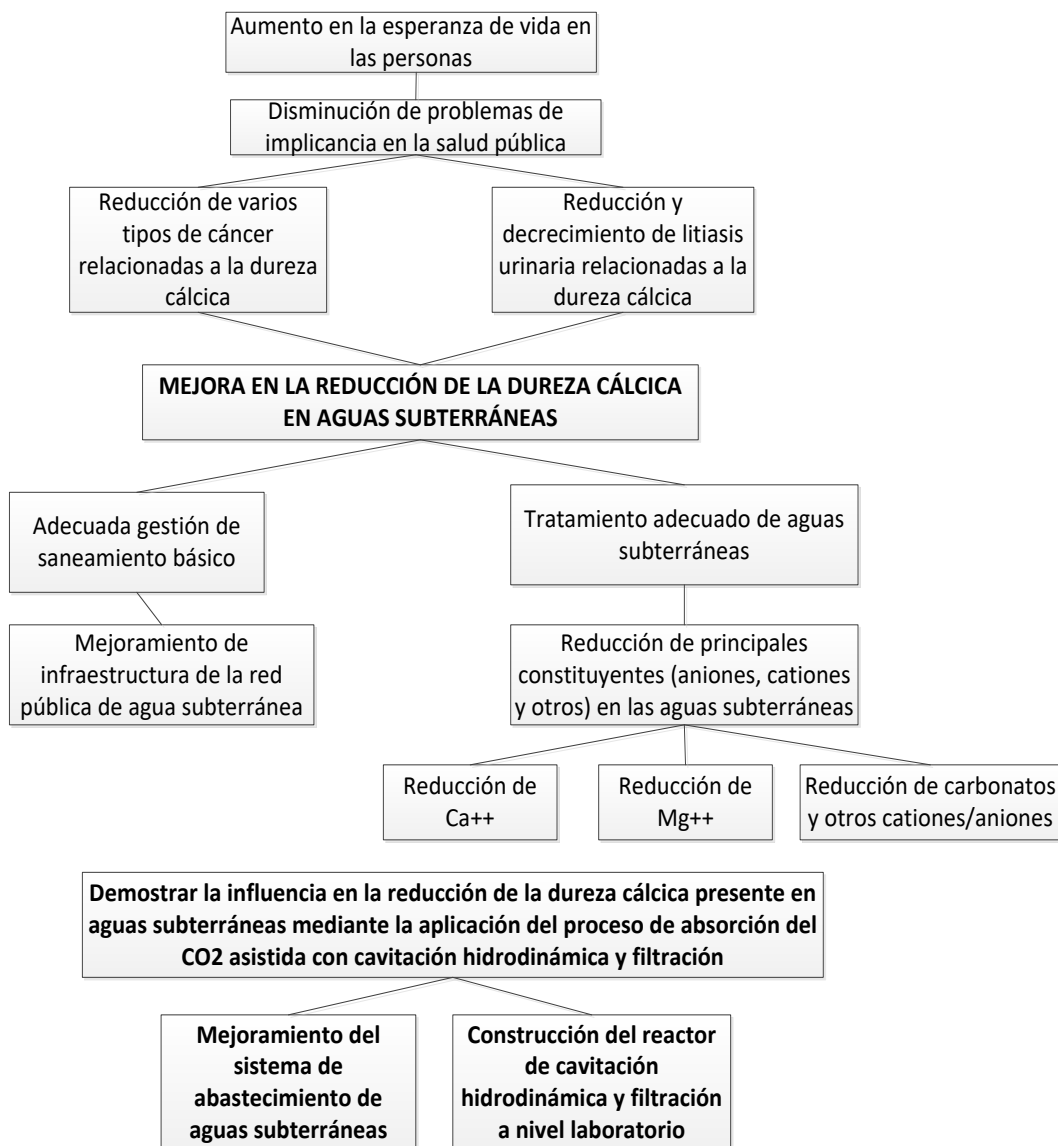 Aumento en la esperanza de vida en
las personas
Disminución de problemas de
implicancia en la salud pública
Reducción de varios
tipos de cáncer
relacionadas a la dureza
cálcica
Reducción y
decrecimiento de litiasis
urinaria relacionadas a la
dureza cálcica
MEJORA EN LA REDUCCIÓN DE LA DUREZA CÁLCICA
EN AGUAS SUBTERRÁNEAS
Adecuada gestión de
saneamiento básico
Tratamiento adecuado de aguas
subterráneas
Mejoramiento de
infraestructura de la red
pública de agua subterránea
Reducción de principales
constituyentes (aniones, cationes
y otros) en las aguas subterráneas
Reducción de
Ca++
Reducción de
Mg++
Reducción de carbonatos
y otros cationes/aniones
Demostrar la influencia en la reducción de la dureza cálcica presente en
aguas subterráneas mediante la aplicación del proceso de absorción del
CO2 asistida con cavitación hidrodinámica y filtración
Mejoramiento del
sistema de
abastecimiento de
aguas subterráneas
Construcción del reactor
de cavitación
hidrodinámica y filtración
a nivel laboratorio